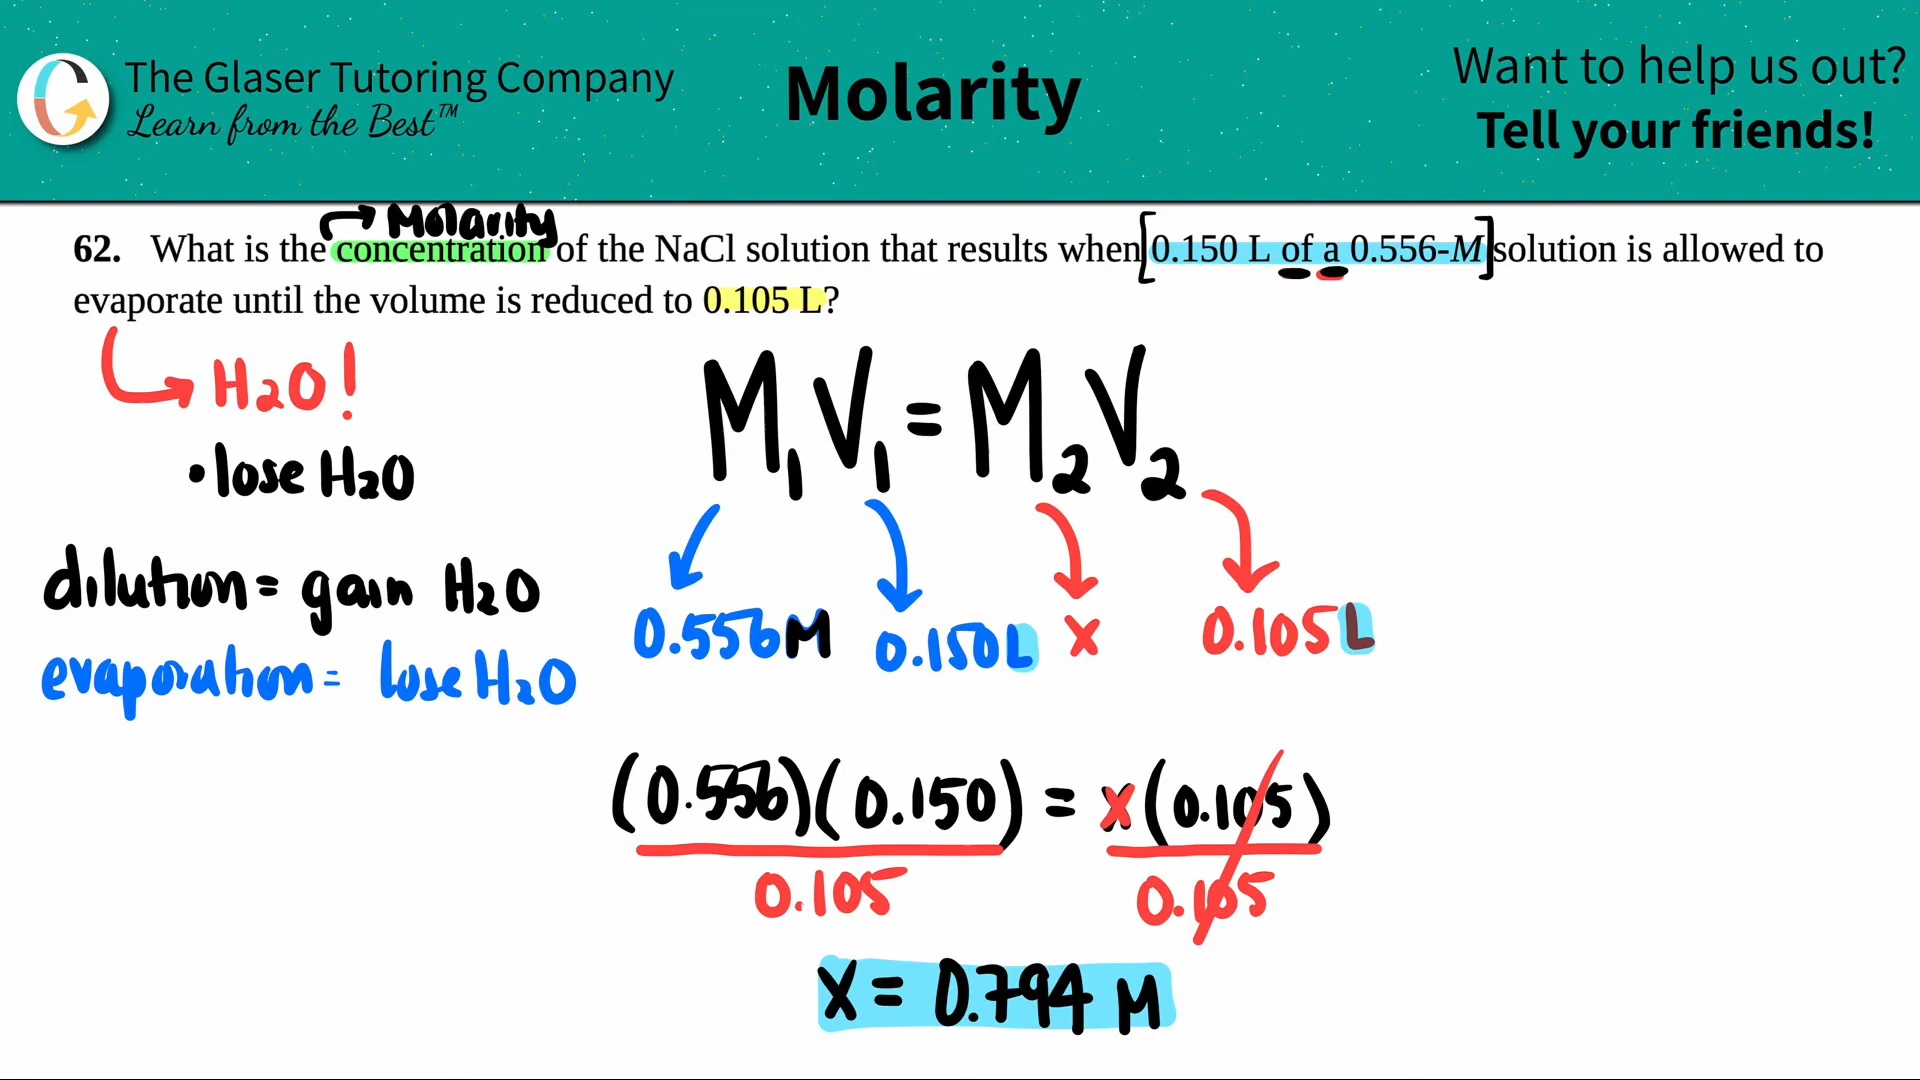 The Glaser Tutoring Company
Learn from the Best™
Molarity
Want to help us out?
Tell your friends!
Molarity
62. What is the concentration of the NaCl solution that results when [0.150 L of a 0.556-M] solution is allowed to
evaporate until the volume is reduced to 0.105 L?
H₂O!
• lose H₂O
dilution = gain H₂O
evaporation = lose H₂O
M₁V₁ = M₂V₂
0.556M 0.150L x 0.105L
(0.556)(0.150) = x(0.105)
0.105 0.105
x = 0.794 M